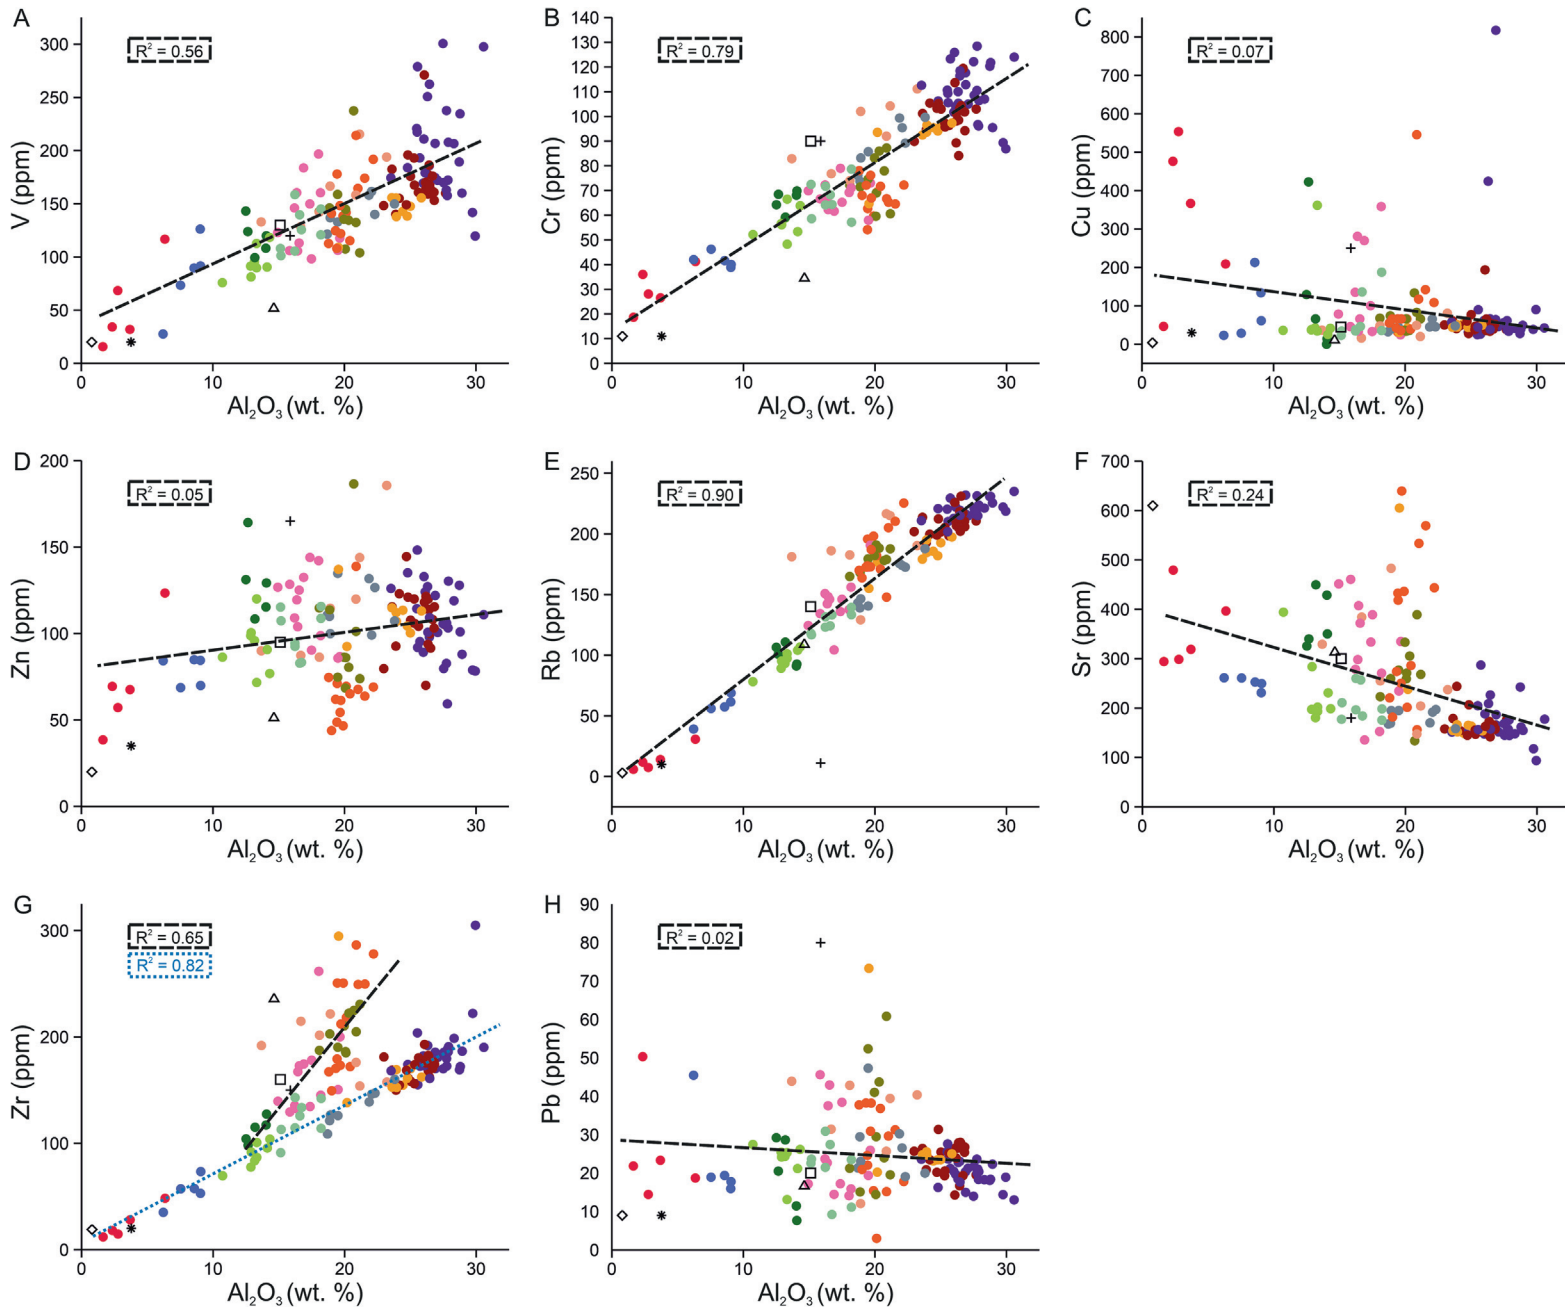 A
R² = 0.56
V (ppm)
300
250
200
150
100
50
0
0 10 20 30
Al₂O₃ (wt. %)
B
R² = 0.79
Cr (ppm)
140
130
120
110
100
90
80
70
60
50
40
30
20
10
0
0 10 20 30
Al₂O₃ (wt. %)
C
R² = 0.07
Cu (ppm)
800
700
600
500
400
300
200
100
0
0 10 20 30
Al₂O₃ (wt. %)
D
R² = 0.05
Zn (ppm)
200
150
100
50
0
0 10 20 30
Al₂O₃ (wt. %)
E
R² = 0.90
Rb (ppm)
250
200
150
100
50
0
0 10 20 30
Al₂O₃ (wt. %)
F
R² = 0.24
Sr (ppm)
700
600
500
400
300
200
100
0
0 10 20 30
Al₂O₃ (wt. %)
G
R² = 0.65
R² = 0.82
Zr (ppm)
300
200
100
0
0 10 20 30
Al₂O₃ (wt. %)
H
R² = 0.02
Pb (ppm)
90
80
70
60
50
40
30
20
10
0
0 10 20 30
Al₂O₃ (wt. %)